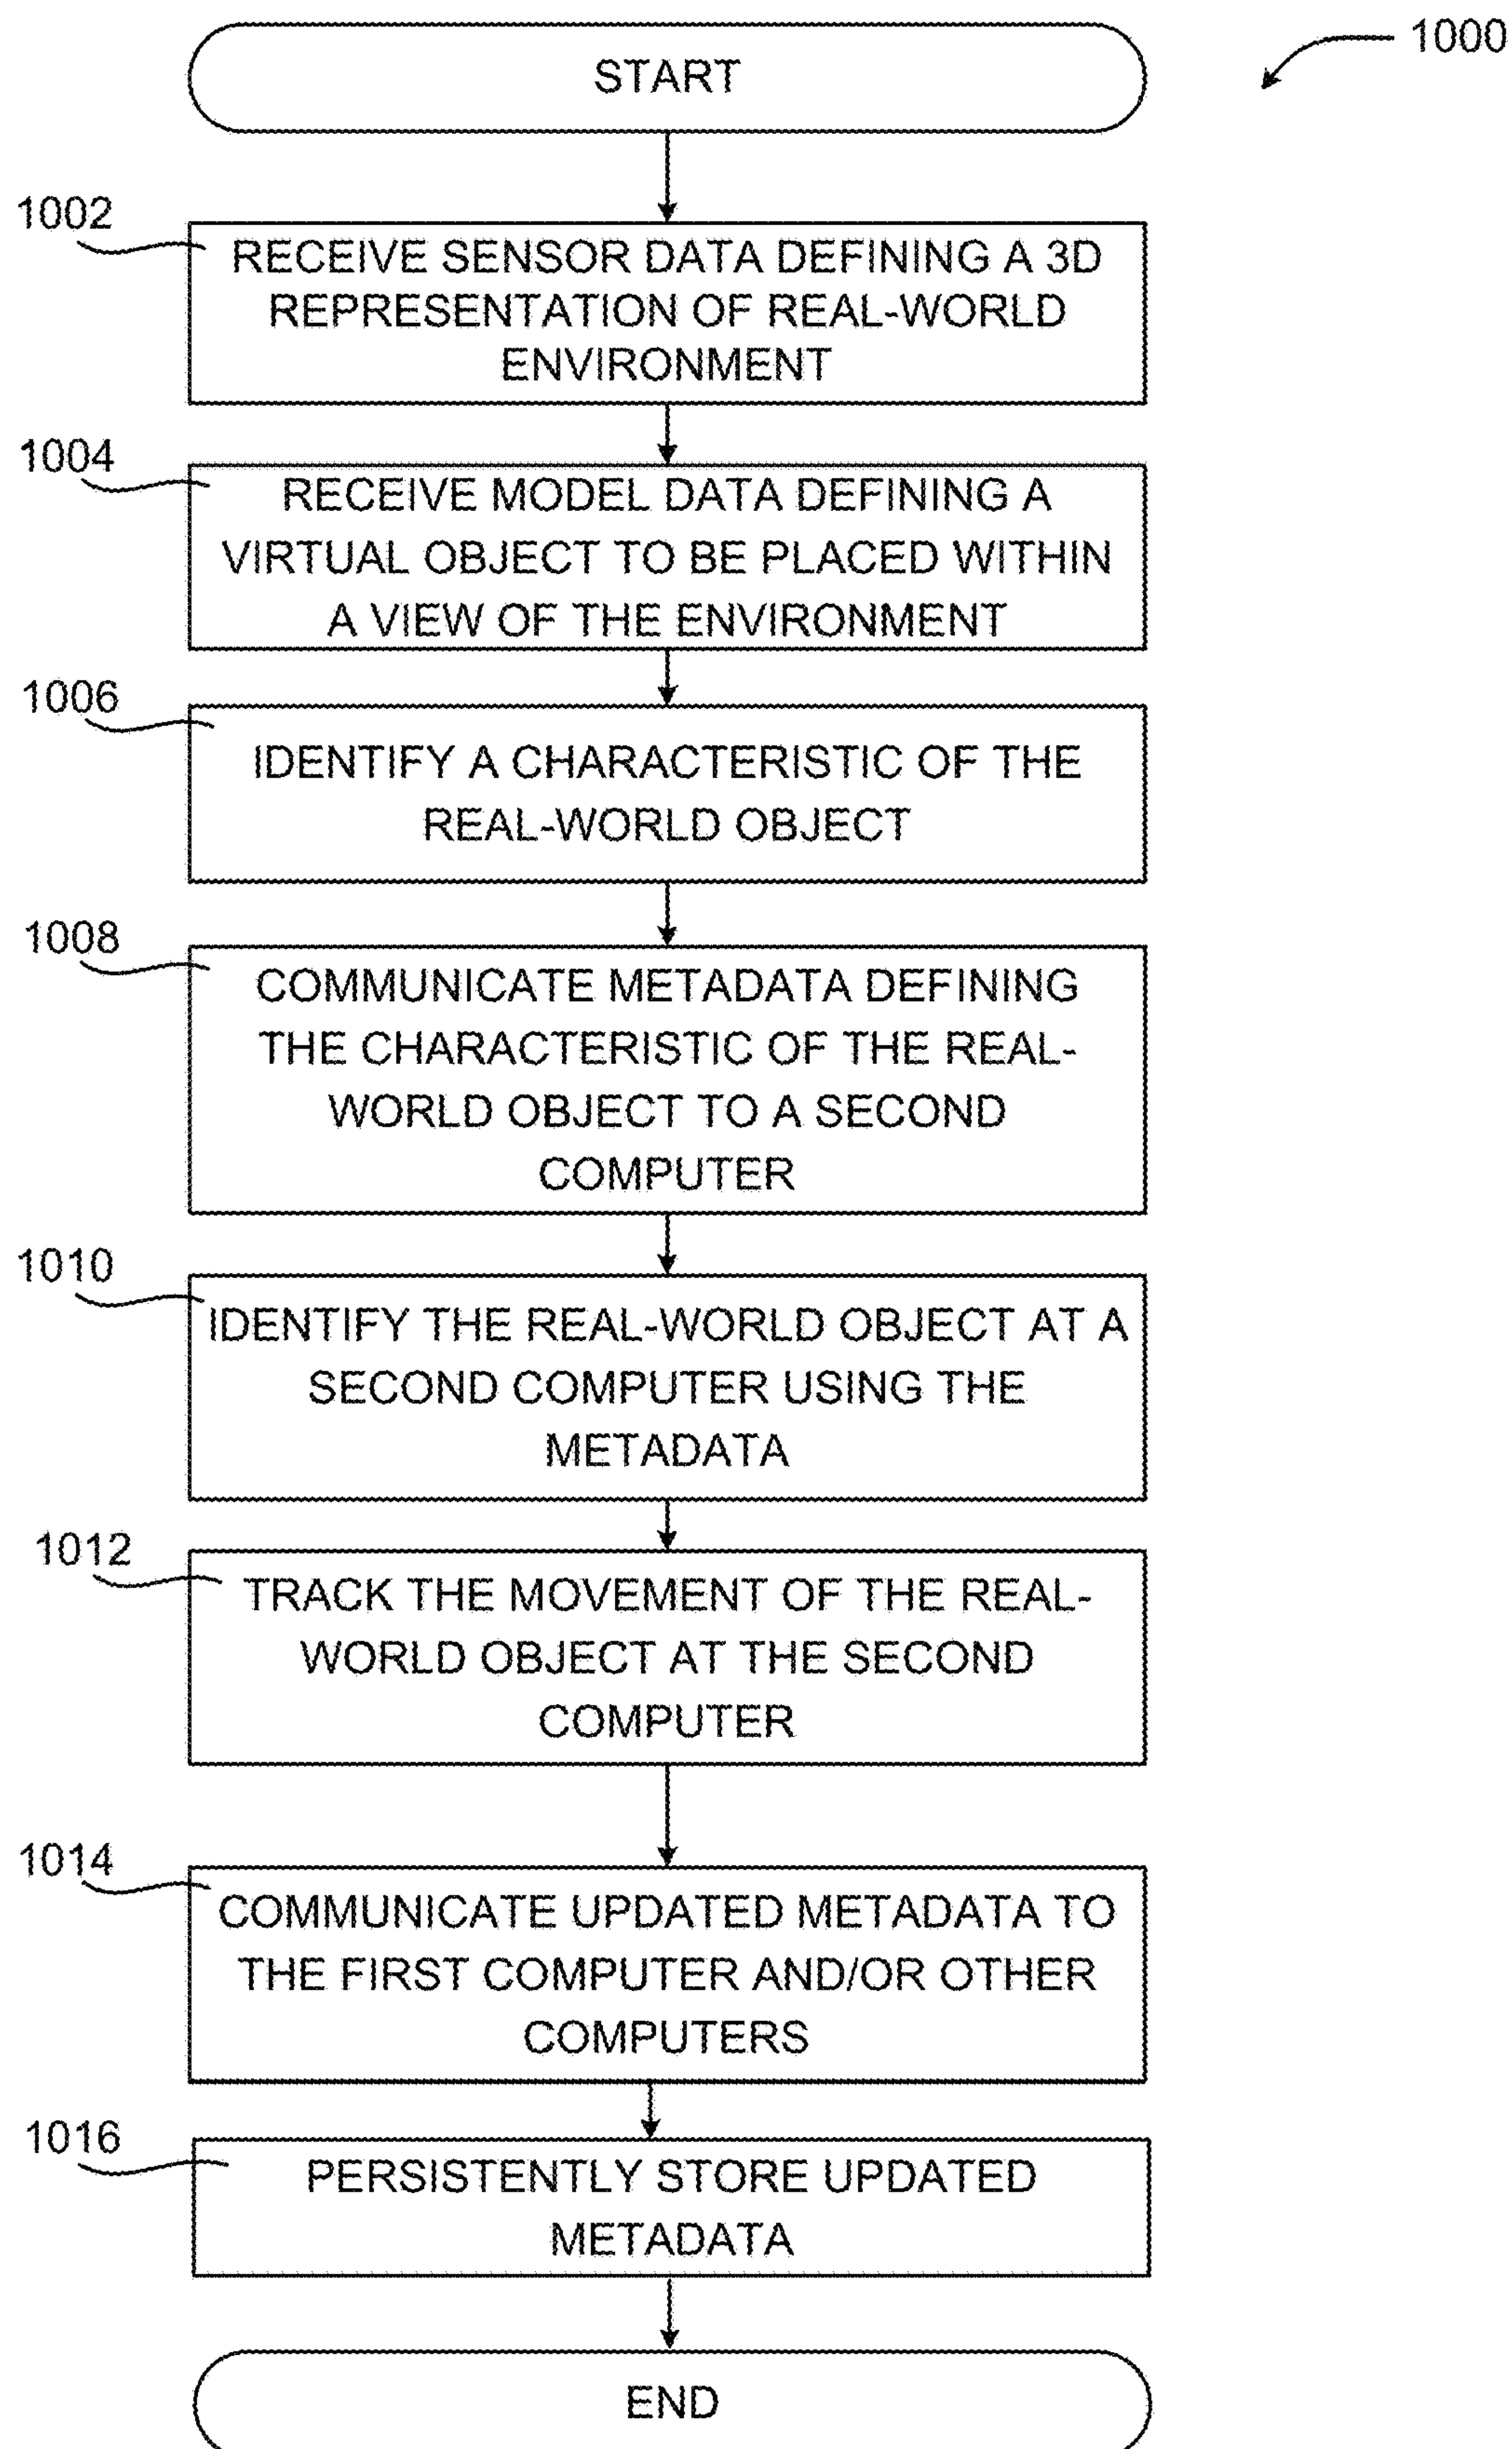 START
1000
1002
RECEIVE SENSOR DATA DEFINING A 3D
REPRESENTATION OF REAL-WORLD
ENVIRONMENT
1004
RECEIVE MODEL DATA DEFINING A
VIRTUAL OBJECT TO BE PLACED WITHIN
A VIEW OF THE ENVIRONMENT
1006
IDENTIFY A CHARACTERISTIC OF THE
REAL-WORLD OBJECT
1008
COMMUNICATE METADATA DEFINING
THE CHARACTERISTIC OF THE REAL-
WORLD OBJECT TO A SECOND
COMPUTER
1010
IDENTIFY THE REAL-WORLD OBJECT AT A
SECOND COMPUTER USING THE
METADATA
1012
TRACK THE MOVEMENT OF THE REAL-
WORLD OBJECT AT THE SECOND
COMPUTER
1014
COMMUNICATE UPDATED METADATA TO
THE FIRST COMPUTER AND/OR OTHER
COMPUTERS
1016
PERSISTENTLY STORE UPDATED
METADATA
END